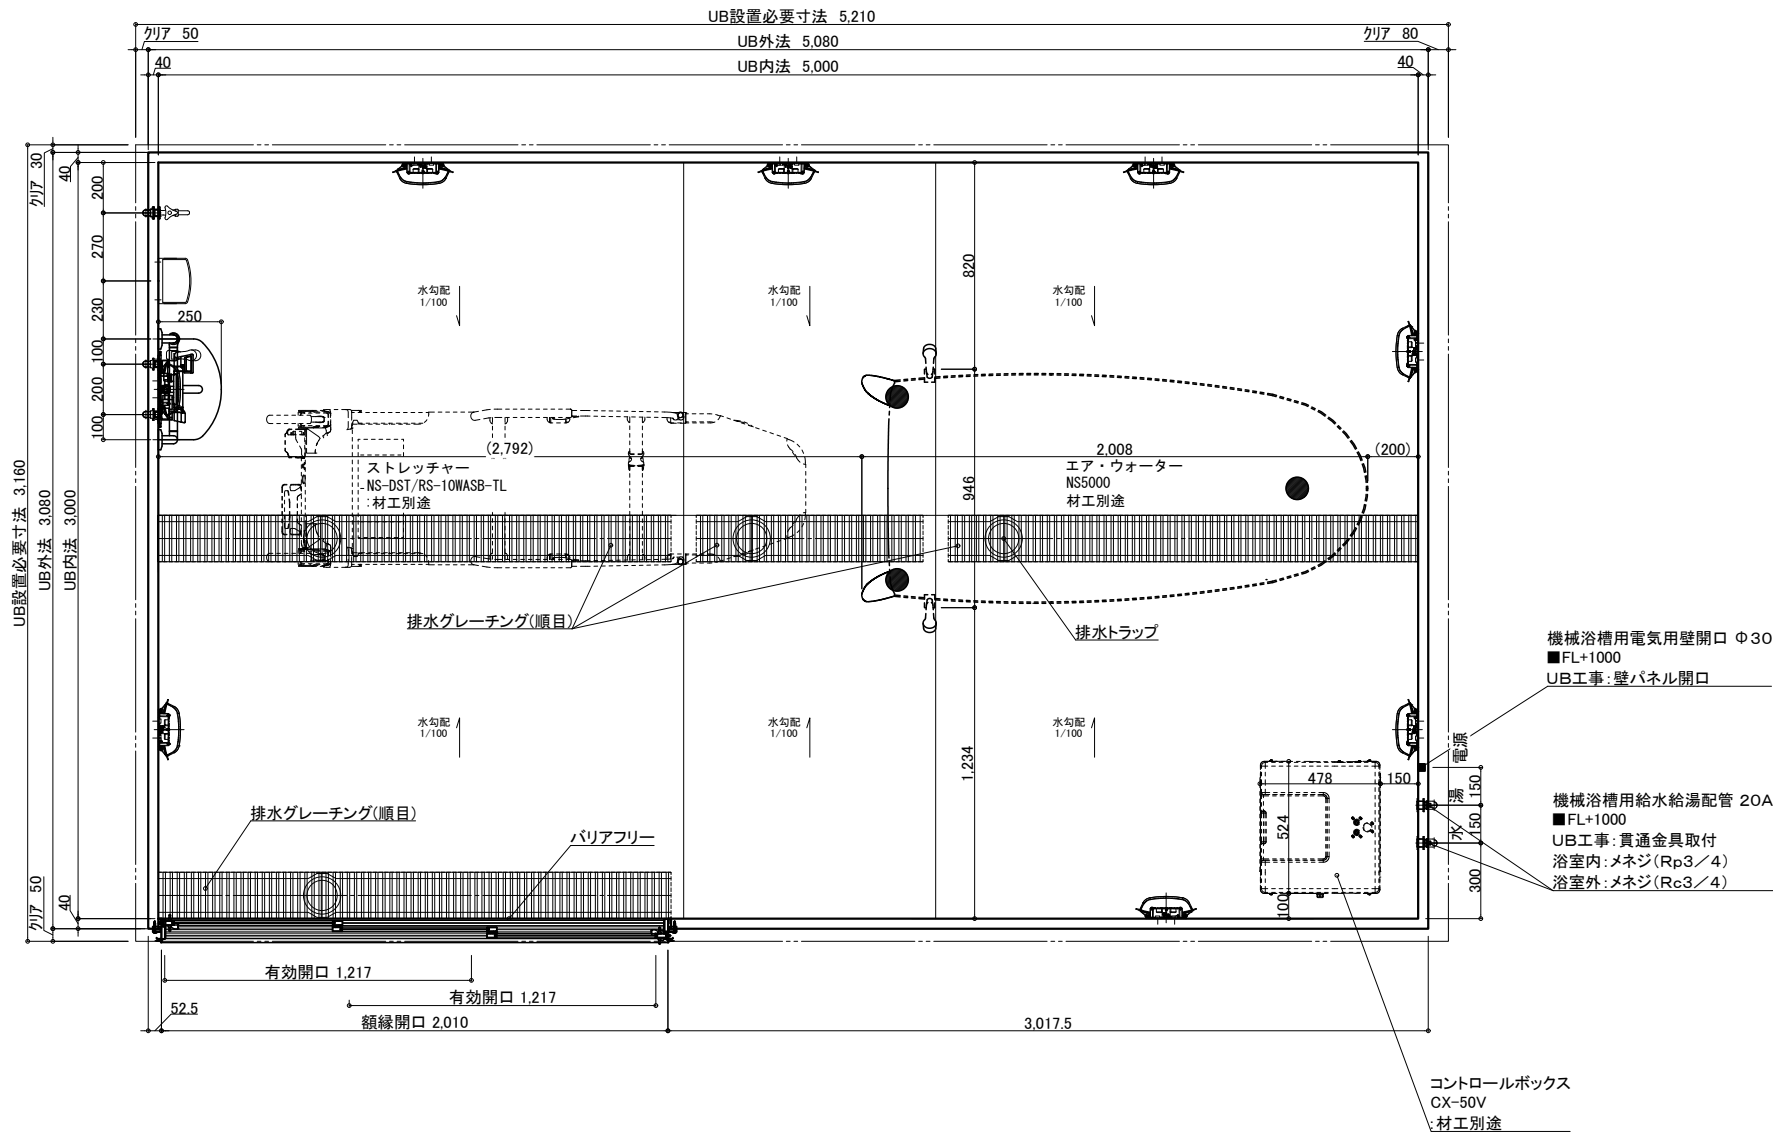 UB設置必要寸法 5,210
クリア 50
UB外法 5,080
クリア 80
40
UB内法 5,000
40
UB設置必要寸法 3,160
クリア 30
UB外法 3,080
クリア 50
40
UB内法 3,000
40
200
270
230
100
200
100
250
水勾配
1/100
水勾配
1/100
水勾配
1/100
820
946
1,234
(2,792)
2,008
(200)
ストレッチャー
NS-DST/RS-10WASB-TL
:材工別途
エア・ウォーター
NS5000
材工別途
排水グレーチング(順目)
排水トラップ
機械浴槽用電気用壁開口 Φ30
■FL+1000
UB工事:壁パネル開口
水勾配
1/100
水勾配
1/100
水勾配
1/100
電源
湯
水
150
150
300
478
150
524
100
機械浴槽用給水給湯配管 20A
■FL+1000
UB工事:貫通金具取付
浴室内:メネジ(Rp3/4)
浴室外:メネジ(Rc3/4)
排水グレーチング(順目)
バリアフリー
有効開口 1,217
有効開口 1,217
52.5
額縁開口 2,010
3,017.5
コントロールボックス
CX-50V
:材工別途